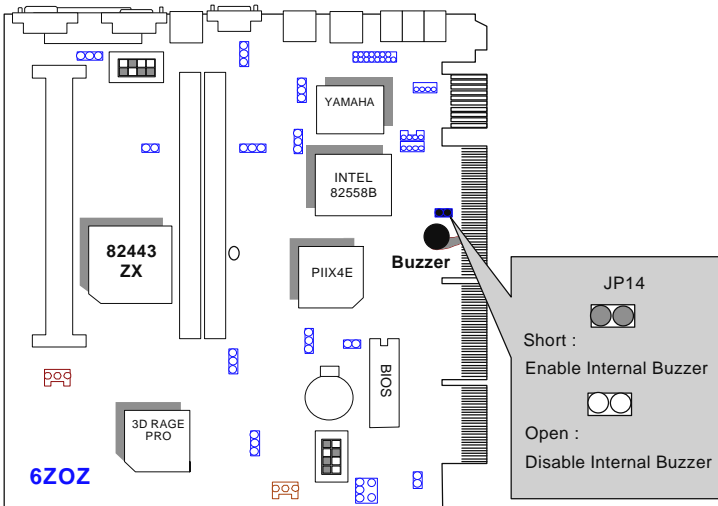 YAMAHA
INTEL
82558B
82443
ZX
Buzzer
PIIX4E
JP14
Short :
Enable Internal Buzzer
BIOS
3D RAGE
PRO
Open :
Disable Internal Buzzer
6ZOZ